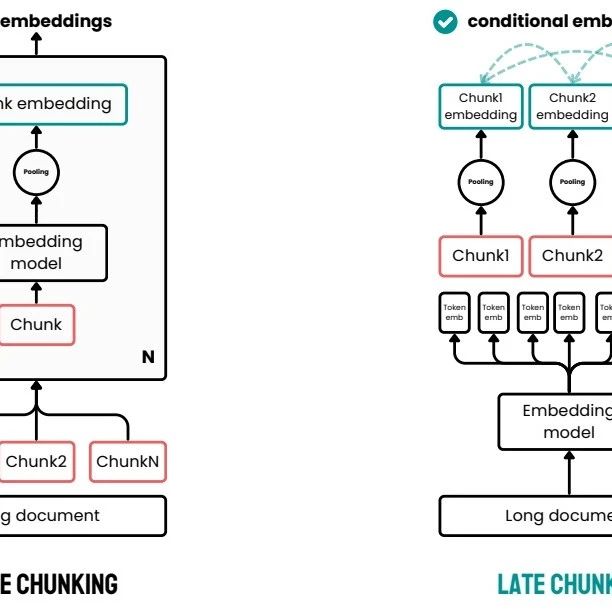 embeddings
nk embedding
Pooling
mbedding
model
Chunk
N
Chunk2
ChunkN
g document
E CHUNKING
conditional emb
Chunk1
embedding
Chunk2
embedding
Pooling
Pooling
Chunk1
Chunk2
Token
emb
Token
emb
Token
emb
Token
emb
Toke
em
Embedding
model
Long docume
LATE CHUNK